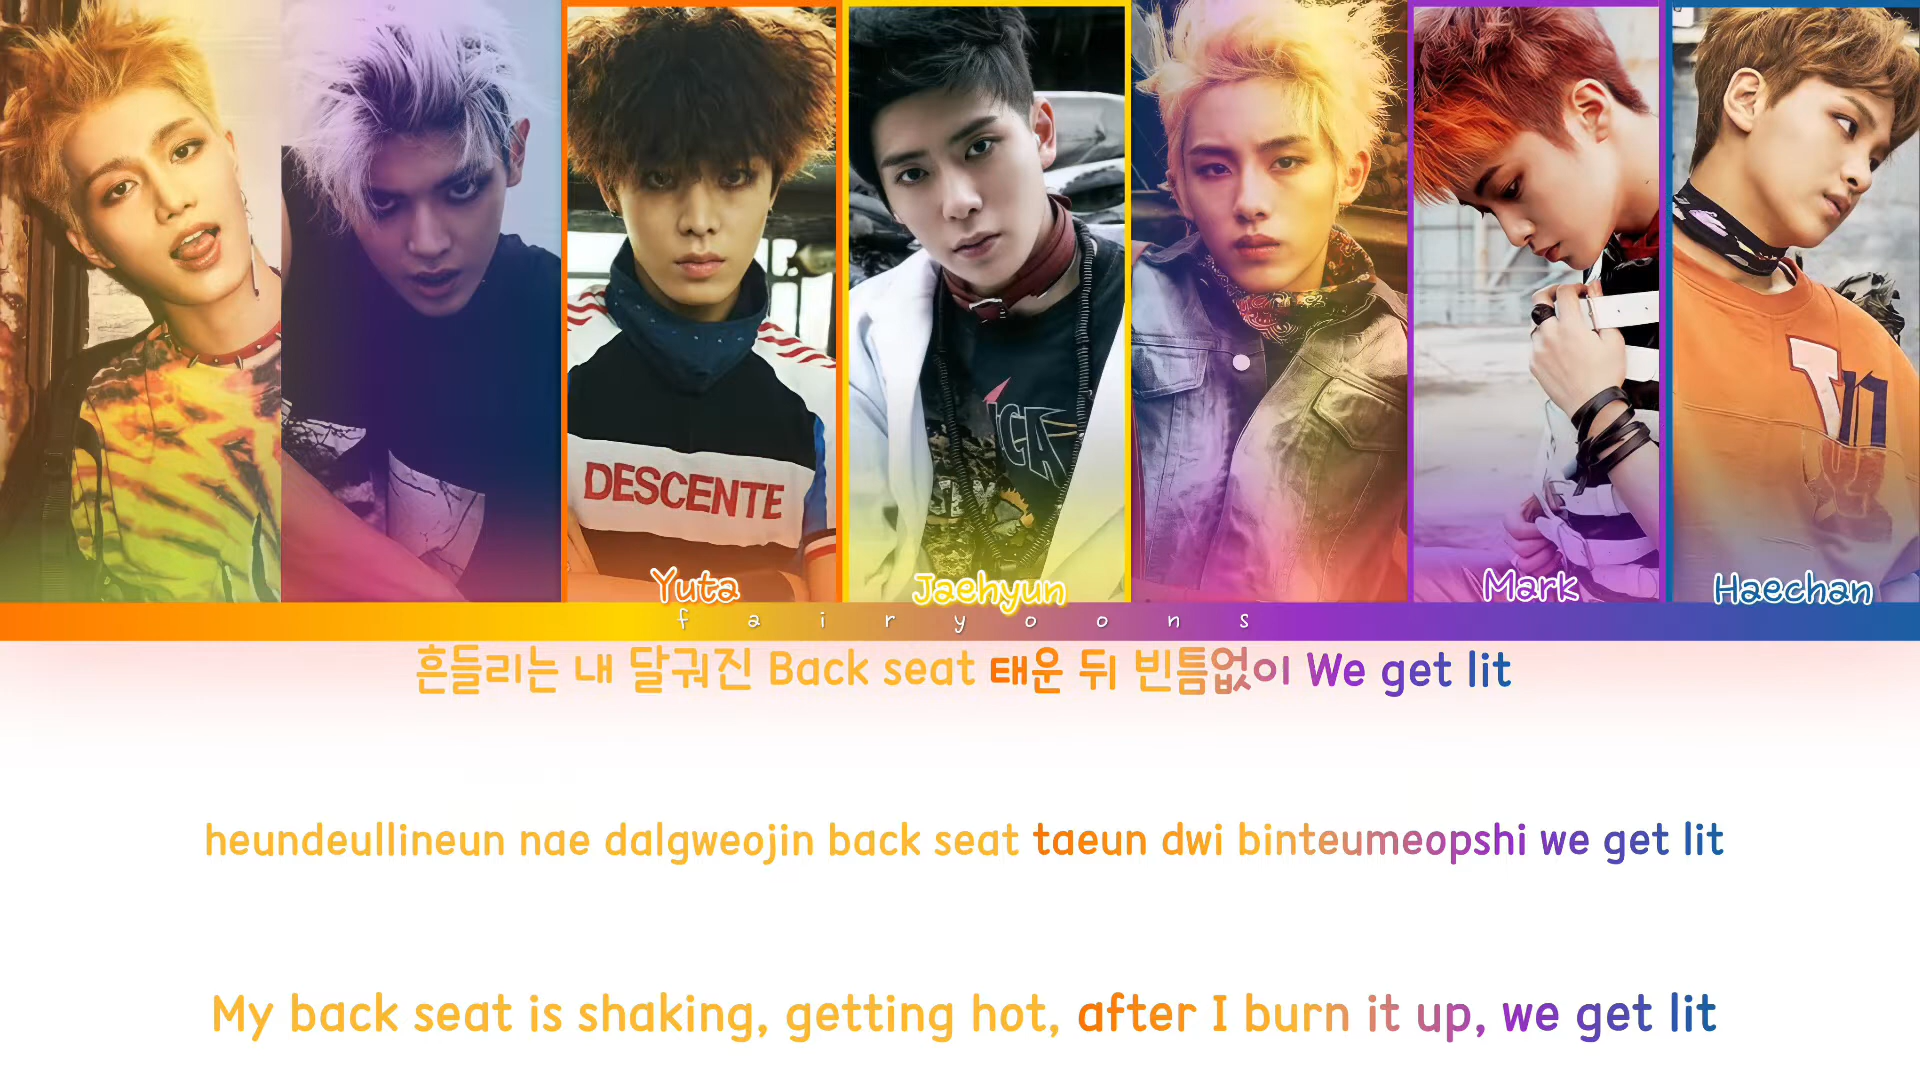 DESCENTE
Yuta
Jaehyun
Mark
Haechan
fairyoons
흔들리는 내 달궈진 Back seat 태운 뒤 빈틈없이 We get lit
heundeullineun nae dalgweojin back seat taeun dwi binteumeopshi we get lit
My back seat is shaking, getting hot, after I burn it up, we get lit